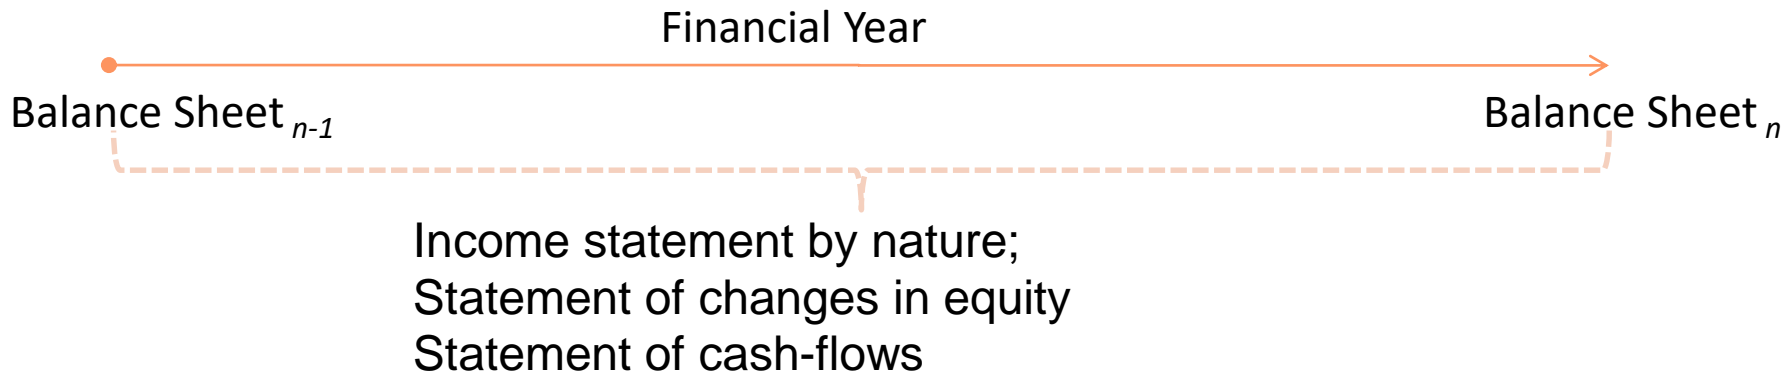 Financial Year
Balance Sheet n-1
Balance Sheet n
Income statement by nature;
Statement of changes in equity
Statement of cash-flows